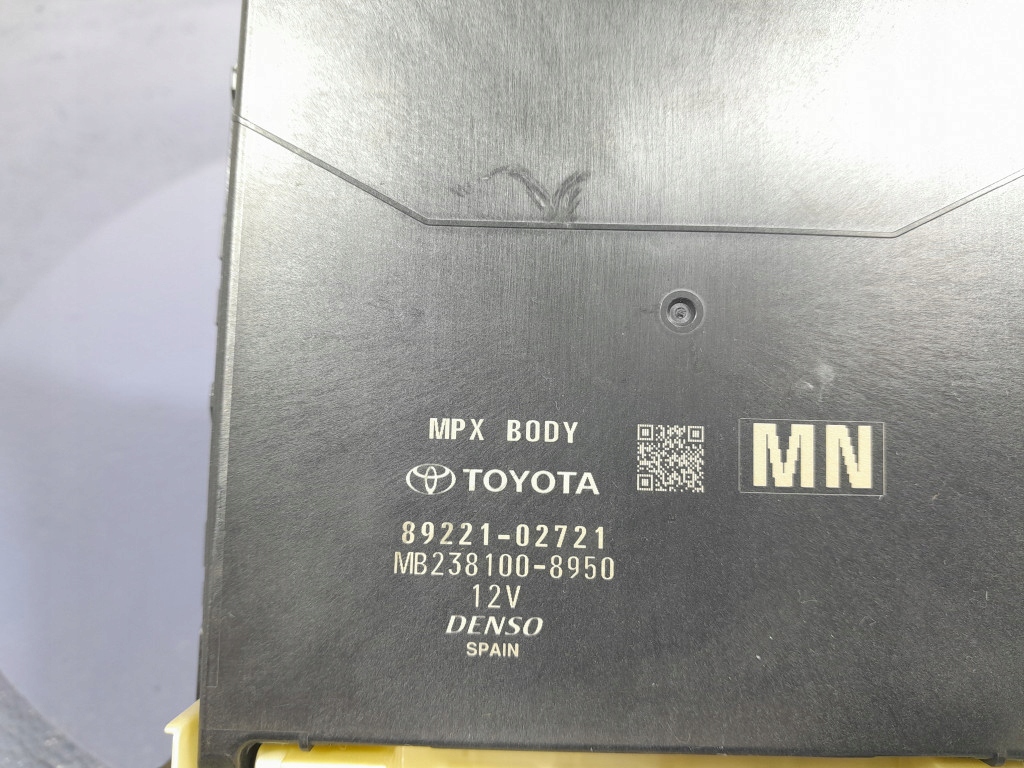 MPX BODY
TOYOTA
MN
89221-02721
MB238100-8950
12V
DENSO
SPAIN